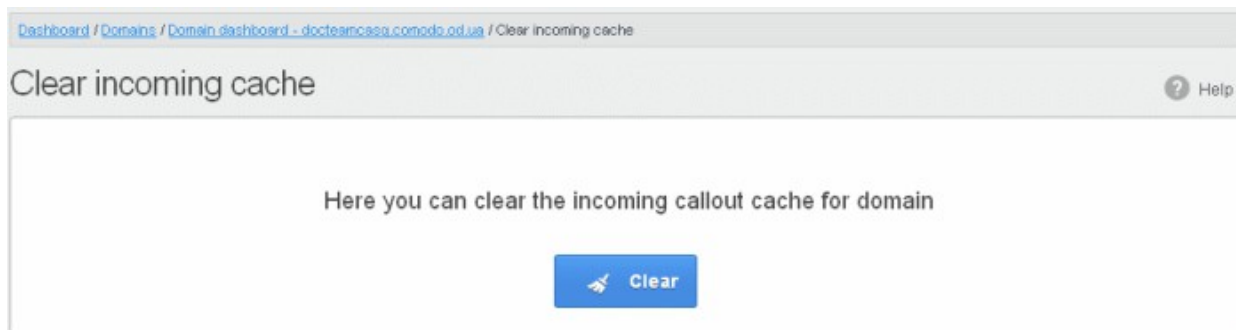 Dashboard / Domains / Domain dashboard - docteamcasg.comodo.od.ua / Clear incoming cache
Clear incoming cache
Help
Here you can clear the incoming callout cache for domain
Clear